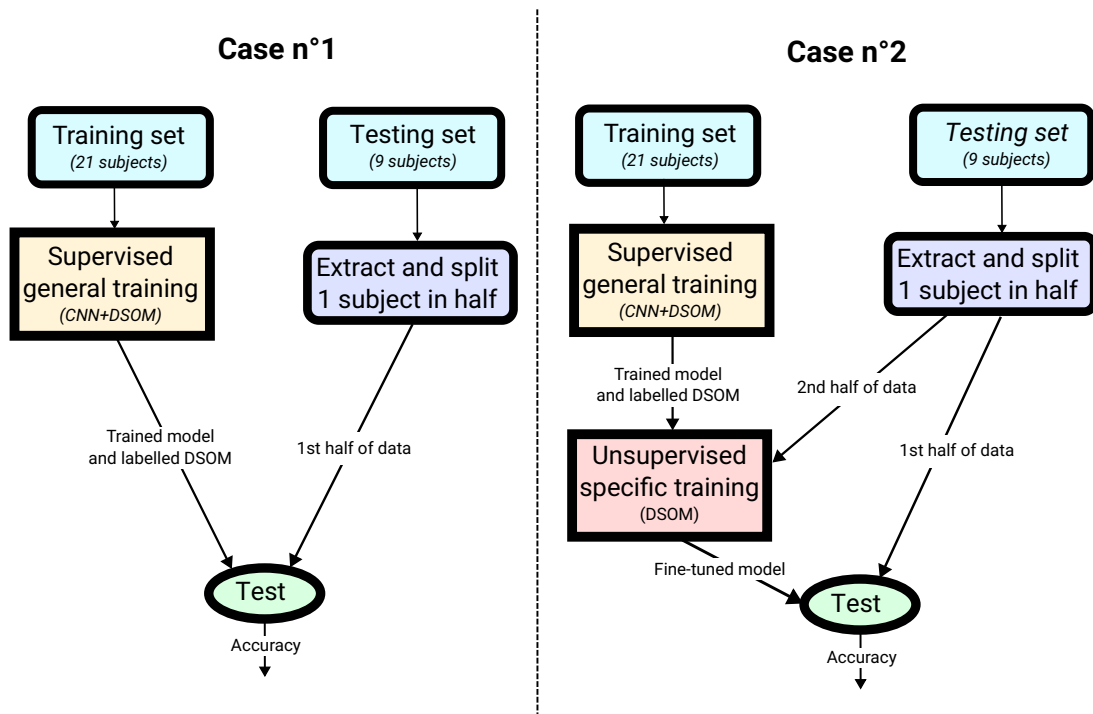 Case n°1
Training set
(21 subjects)
Testing set
(9 subjects)
Supervised
general training
(CNN+DSOM)
Extract and split
1 subject in half
Trained model
and labelled DSOM
1st half of data
Test
Accuracy
Case n°2
Training set
(21 subjects)
Testing set
(9 subjects)
Supervised
general training
(CNN+DSOM)
Extract and split
1 subject in half
Trained model
and labelled DSOM
2nd half of data
1st half of data
Unsupervised
specific training
(DSOM)
Fine-tuned model
Test
Accuracy